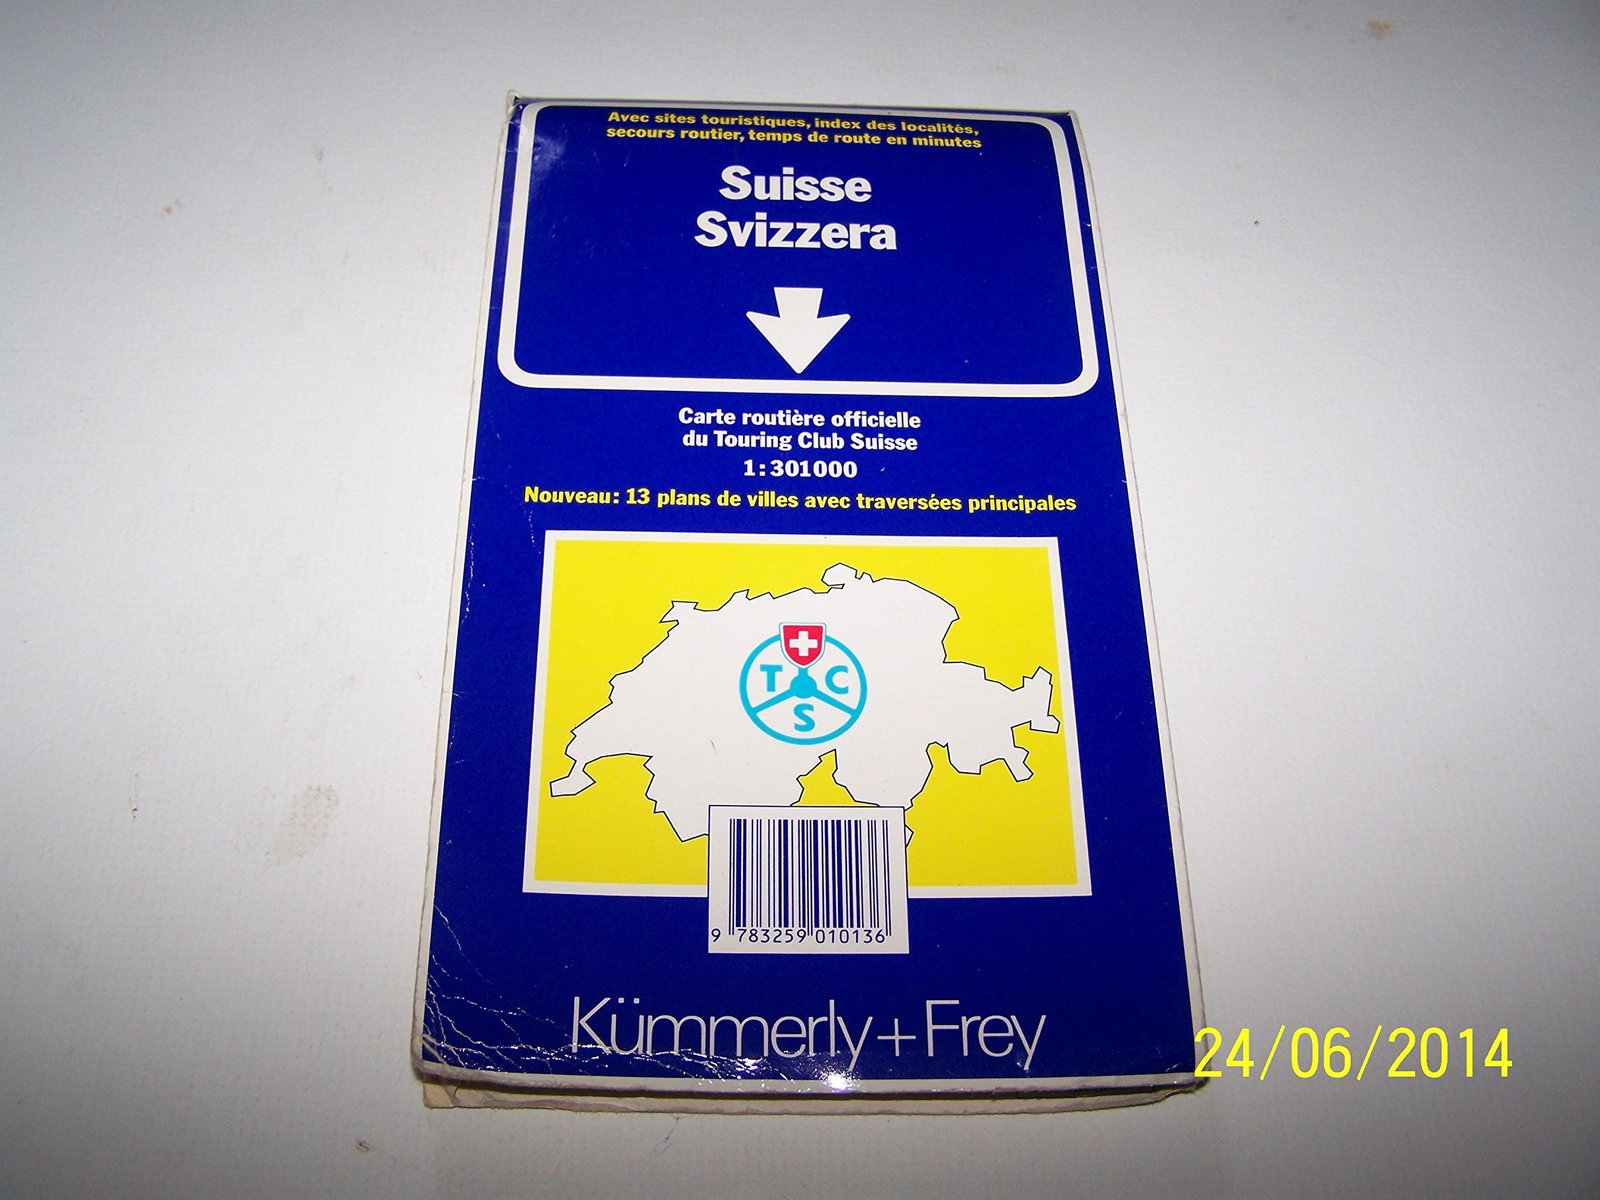 Avec sites touristiques, index des localités,
secours routier, temps de route en minutes
Suisse
Svizzera
Carte routière officielle
du Touring Club Suisse
1:301000
Nouveau: 13 plans de villes avec traversées principales
T C
S
9 783259 010136
Kümmerly+Frey
24/06/2014